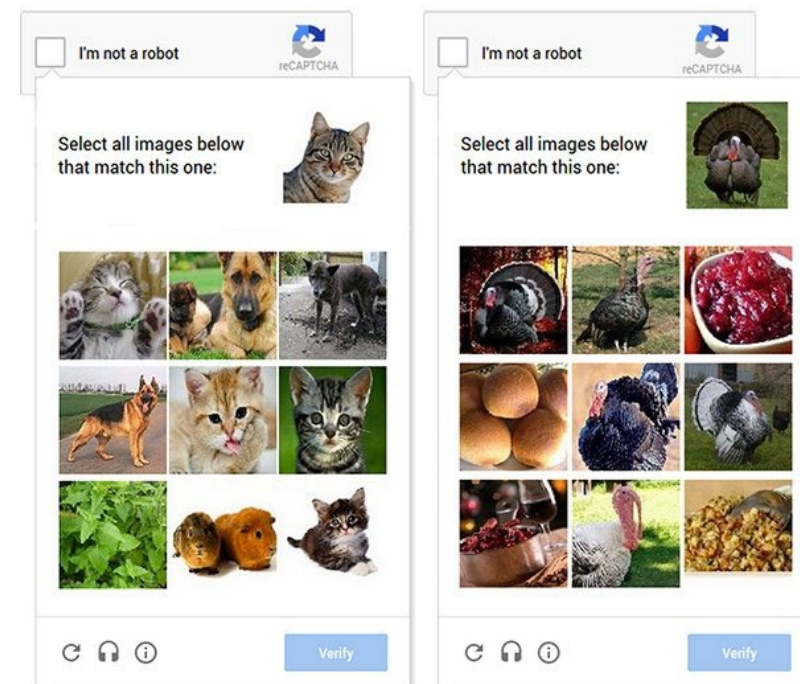 I'm not a robot
reCAPTCHA
Select all images below
that match this one:
Verify
I'm not a robot
reCAPTCHA
Select all images below
that match this one:
Verify